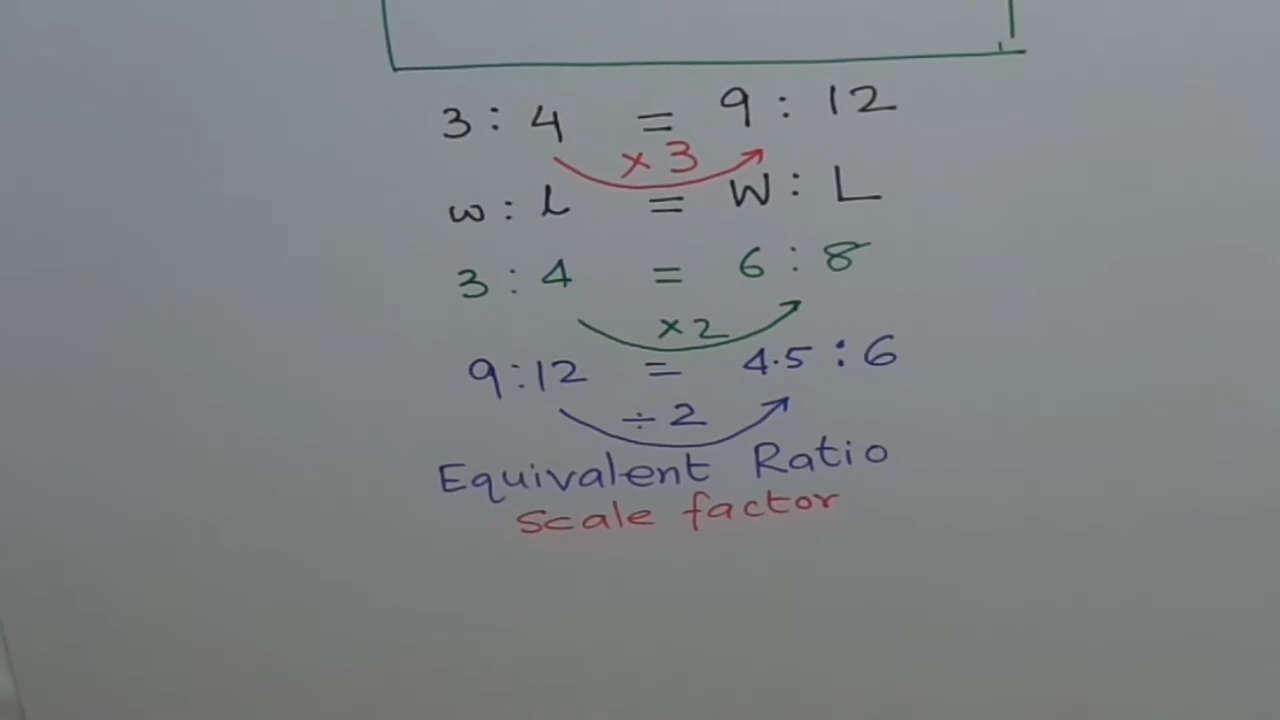 3 : 4 = 9 : 12
× 3
w : l = W : L
3 : 4 = 6 : 8
× 2
9 : 12 = 4.5 : 6
÷ 2
Equivalent Ratio
Scale factor